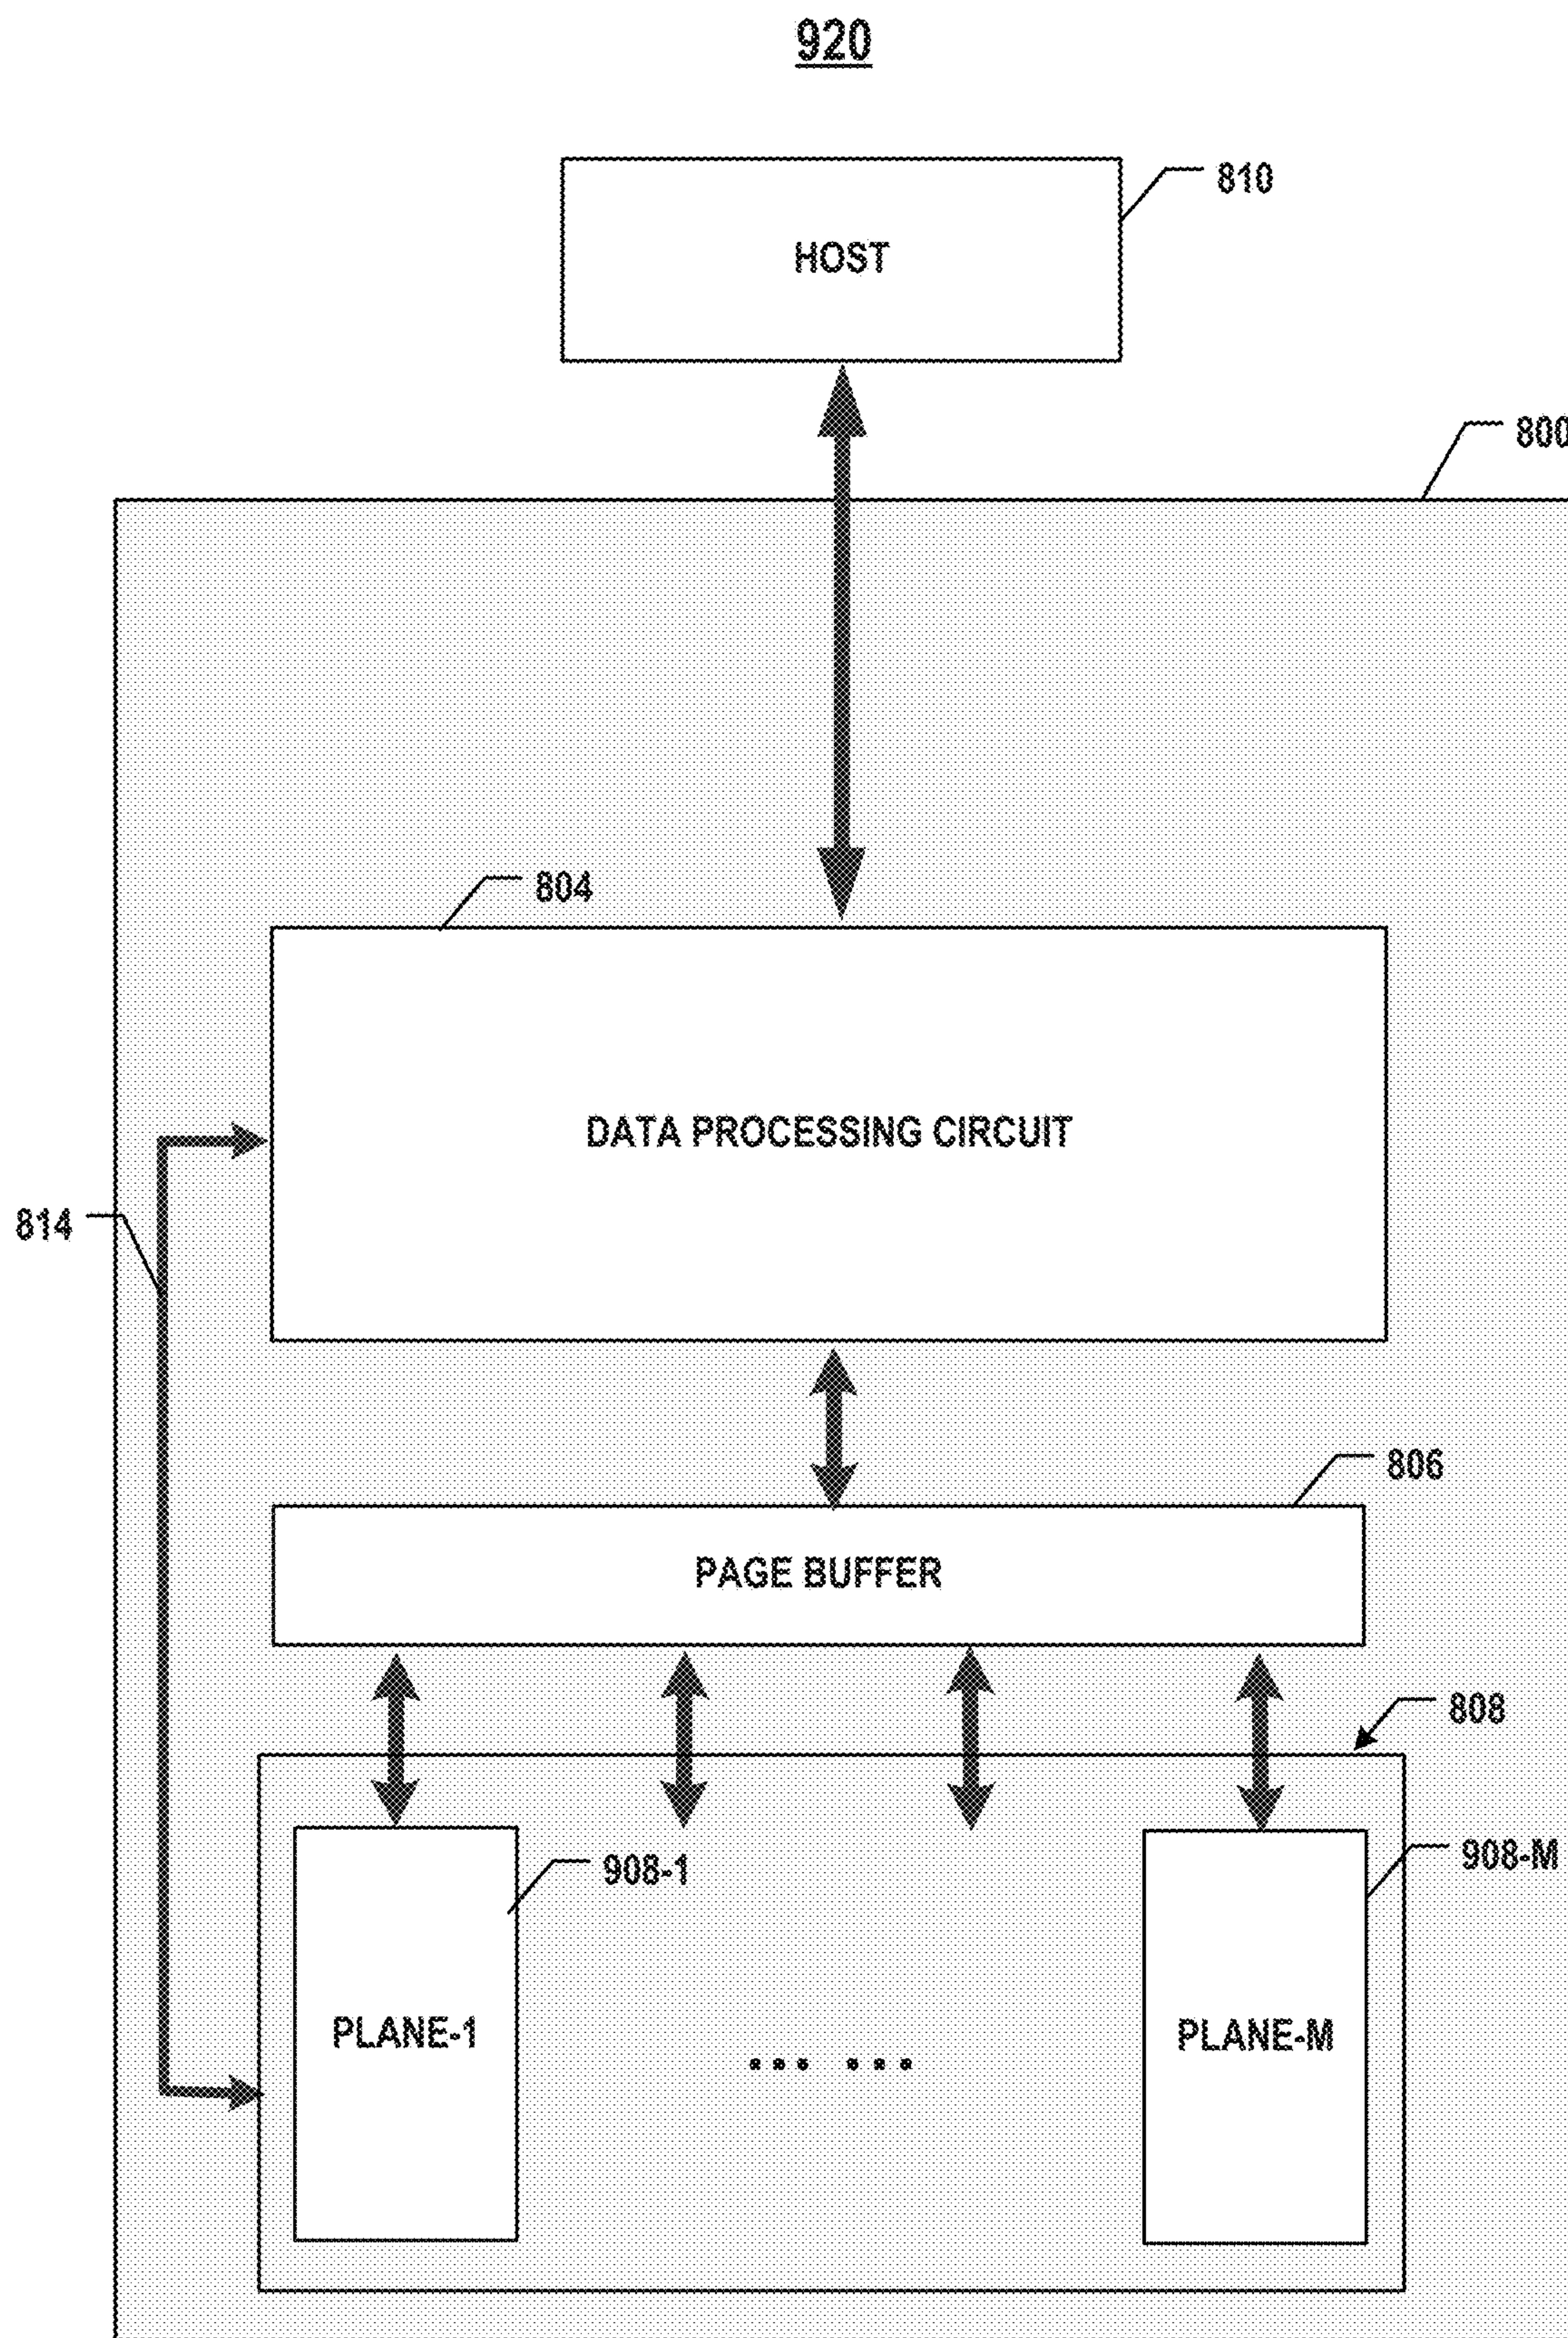 920
810
HOST
800
804
DATA PROCESSING CIRCUIT
814
806
PAGE BUFFER
808
908-1
908-M
PLANE-1
... ...
PLANE-M